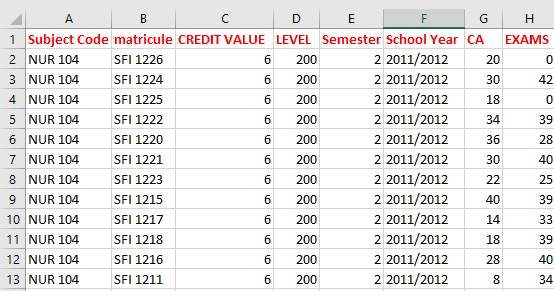 A B C D E F G H
1 Subject Code matricule CREDIT VALUE LEVEL Semester School Year CA EXAMS
2 NUR 104 SFI 1226 6 200 2 2011/2012 20 0
3 NUR 104 SFI 1224 6 200 2 2011/2012 30 42
4 NUR 104 SFI 1225 6 200 2 2011/2012 18 0
5 NUR 104 SFI 1222 6 200 2 2011/2012 34 39
6 NUR 104 SFI 1220 6 200 2 2011/2012 36 28
7 NUR 104 SFI 1221 6 200 2 2011/2012 30 40
8 NUR 104 SFI 1223 6 200 2 2011/2012 22 25
9 NUR 104 SFI 1215 6 200 2 2011/2012 40 39
10 NUR 104 SFI 1217 6 200 2 2011/2012 14 33
11 NUR 104 SFI 1218 6 200 2 2011/2012 18 39
12 NUR 104 SFI 1216 6 200 2 2011/2012 28 40
13 NUR 104 SFI 1211 6 200 2 2011/2012 8 34